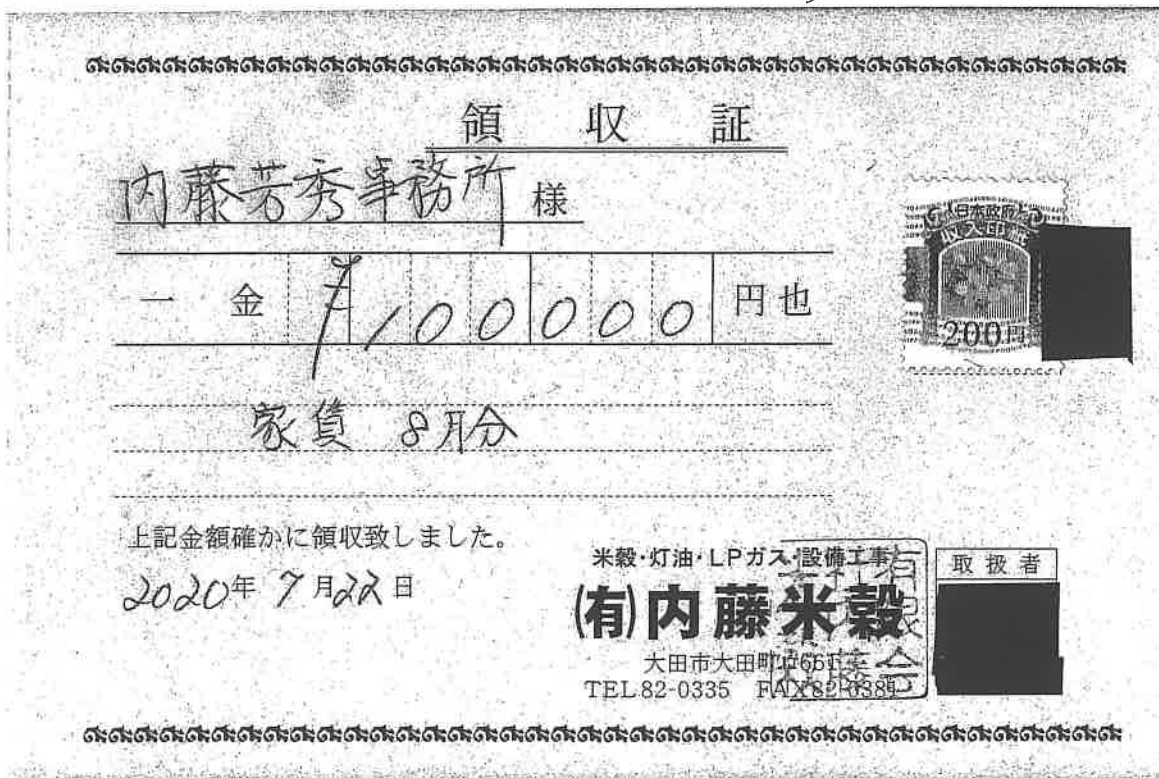 領 収 証
内藤芳秀事務所 様
一 金 ¥100000 円也
家賃 8月分
上記金額確かに領収致しました。
2020年 7月22日
日本政府
収入印紙
200円
米穀・灯油・LPガス・設備工事
(有)内藤米穀
大田市大田町
TEL 82-0335 FAX 82-0381
取扱者